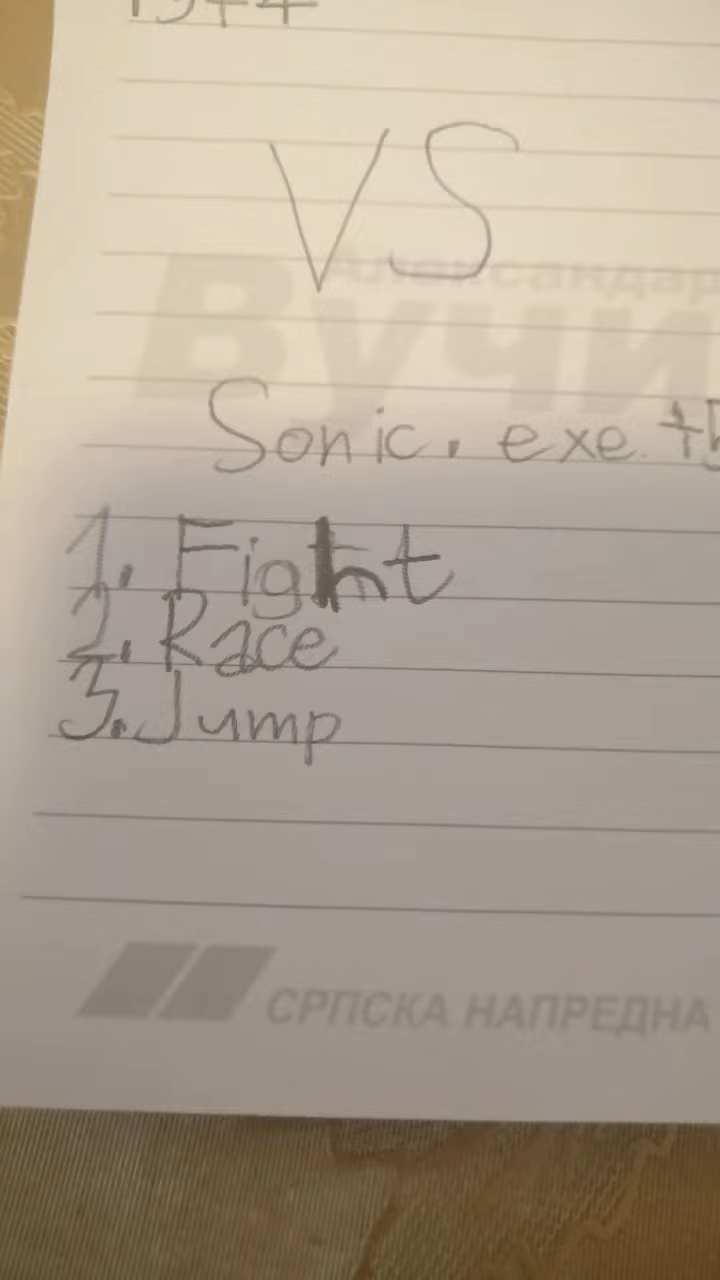 VS
Александар
Вучи
Sonic.exe
1. Fight
2. Race
3. Jump
СРПСКА НАПРЕДНА